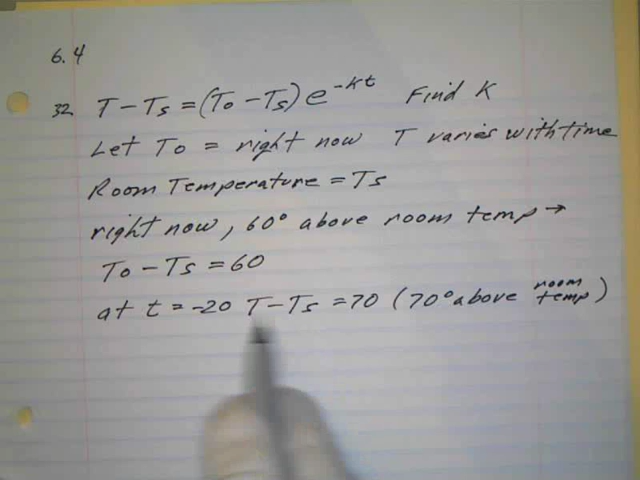 6.4
32 T-Ts = (To-Ts)e^-kt Find K
Let To = right now T varies with time
Room Temperature = Ts
right now, 60° above room temp →
To-Ts = 60
at t = -20 T-Ts = 70 (70° above room temp)